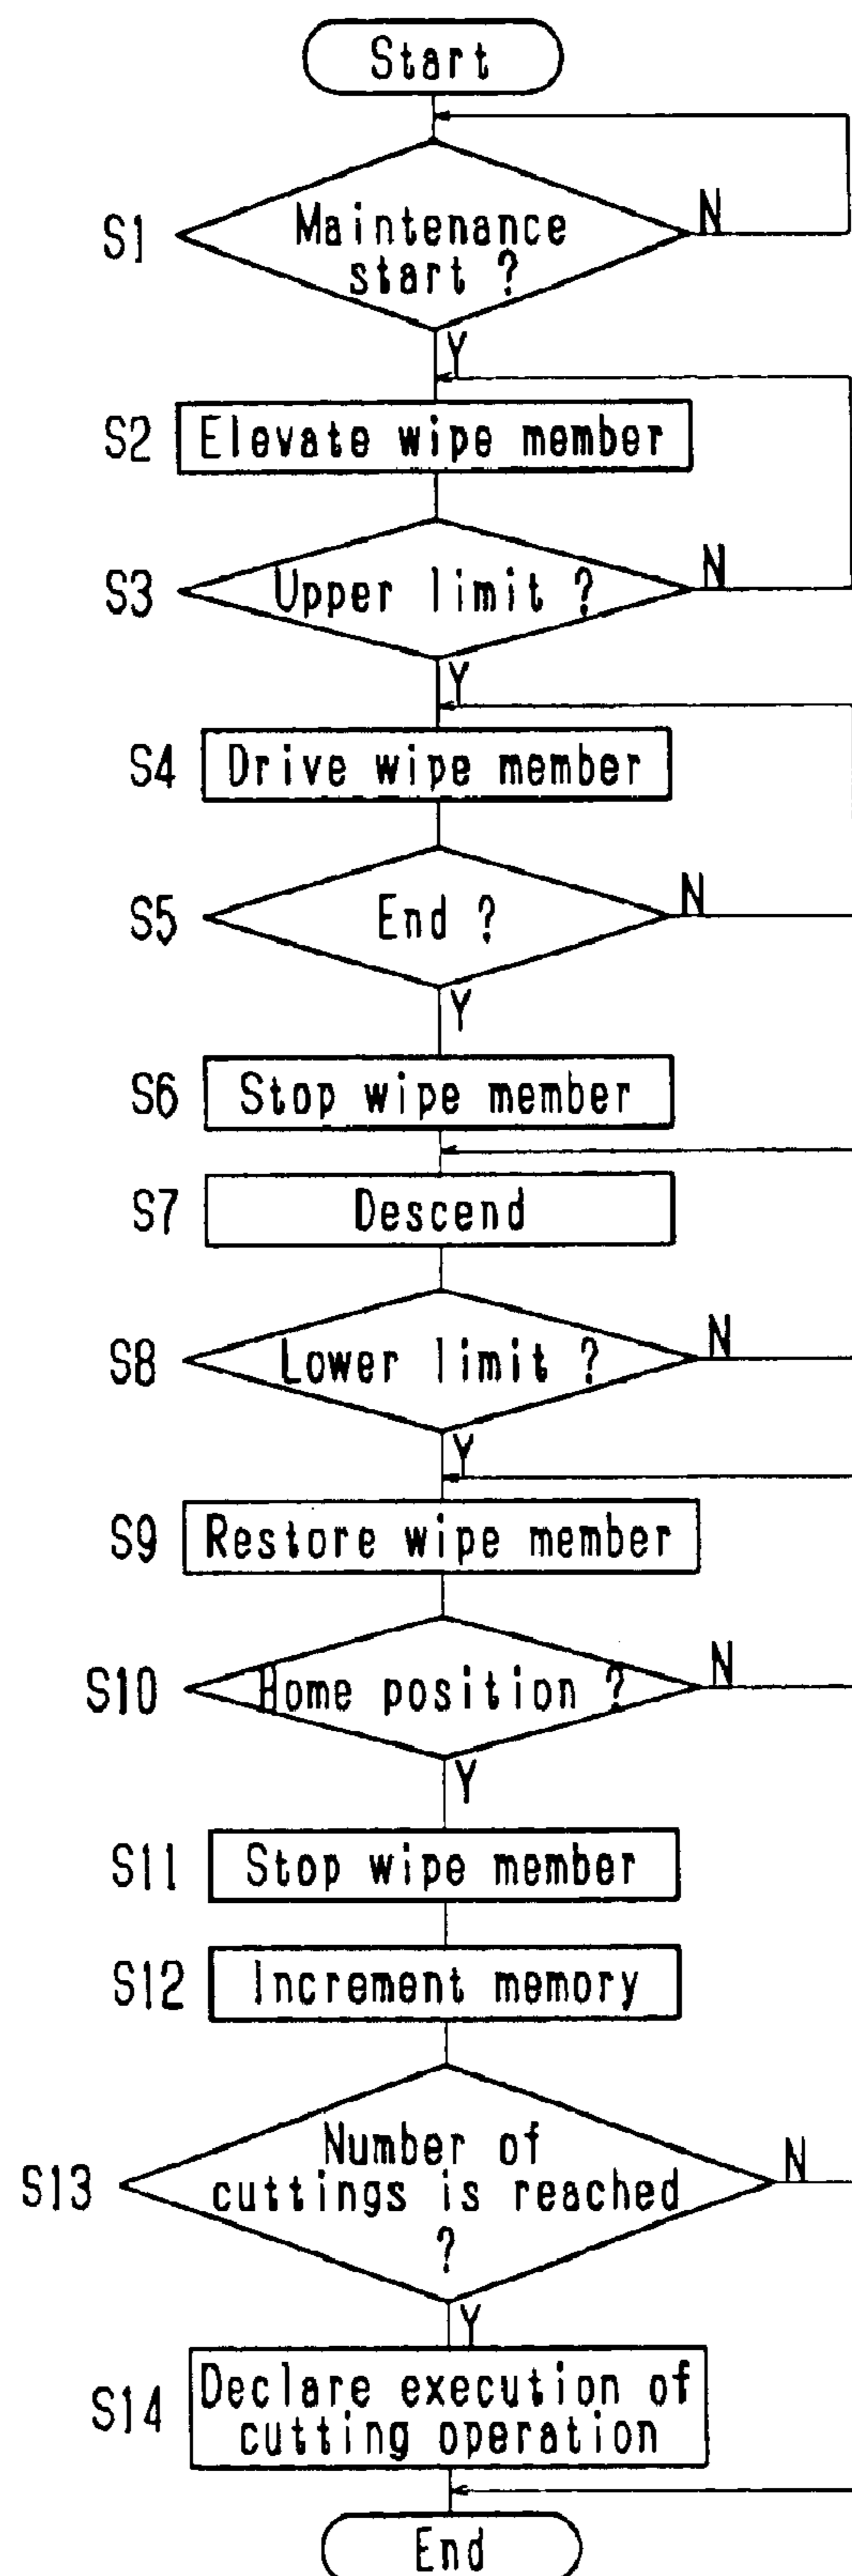 Start
S1
Maintenance
start ?
N
Y
S2
Elevate wipe member
S3
Upper limit ?
N
Y
S4
Drive wipe member
S5
End ?
N
Y
S6
Stop wipe member
S7
Descend
S8
Lower limit ?
N
Y
S9
Restore wipe member
S10
Home position ?
N
Y
S11
Stop wipe member
S12
Increment memory
S13
Number of
cuttings is reached
?
N
Y
S14
Declare execution of
cutting operation
End